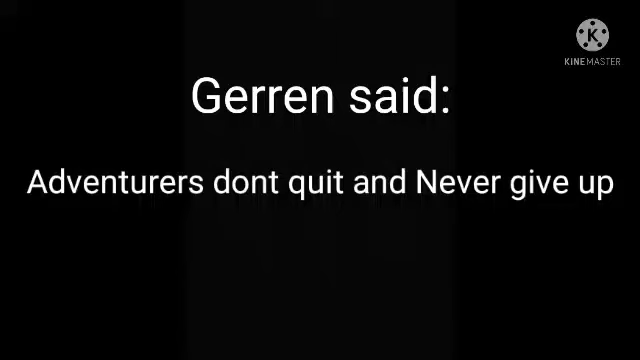 K
KINEMASTER
Gerren said:
Adventurers dont quit and Never give up